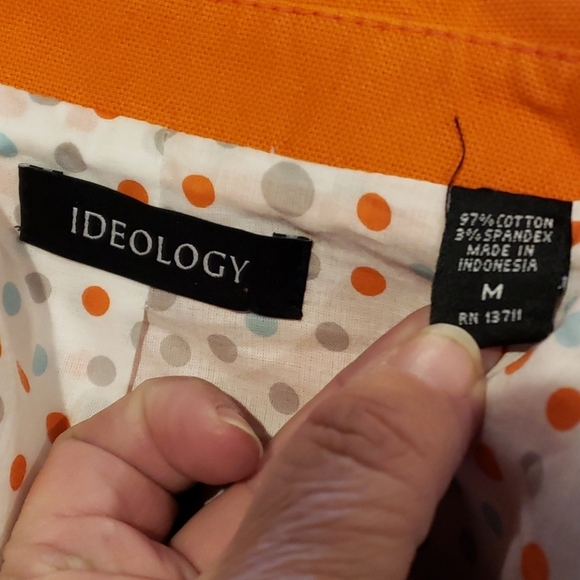 IDEOLOGY
97% COTTON
3% SPANDEX
MADE IN
INDONESIA
M
RN 13711